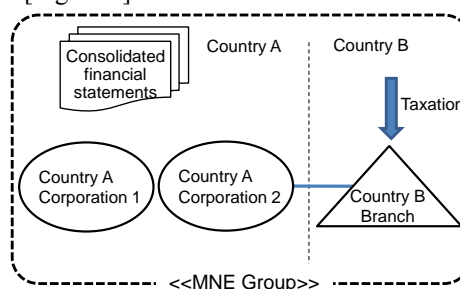 Country A
Country B
Consolidated
financial
statements
Taxation
Country A
Corporation 1
Country A
Corporation 2
Country B
Branch
<<MNE Group>>